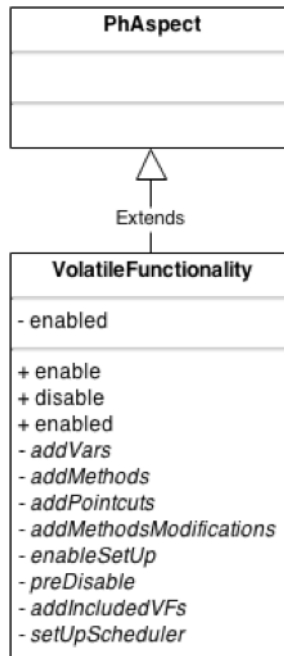 PhAspect
Extends
VolatileFunctionality
- enabled
+ enable
+ disable
+ enabled
- addVars
- addMethods
- addPointcuts
- addMethodsModifications
- enableSetUp
- preDisable
- addIncludedVFs
- setUpScheduler